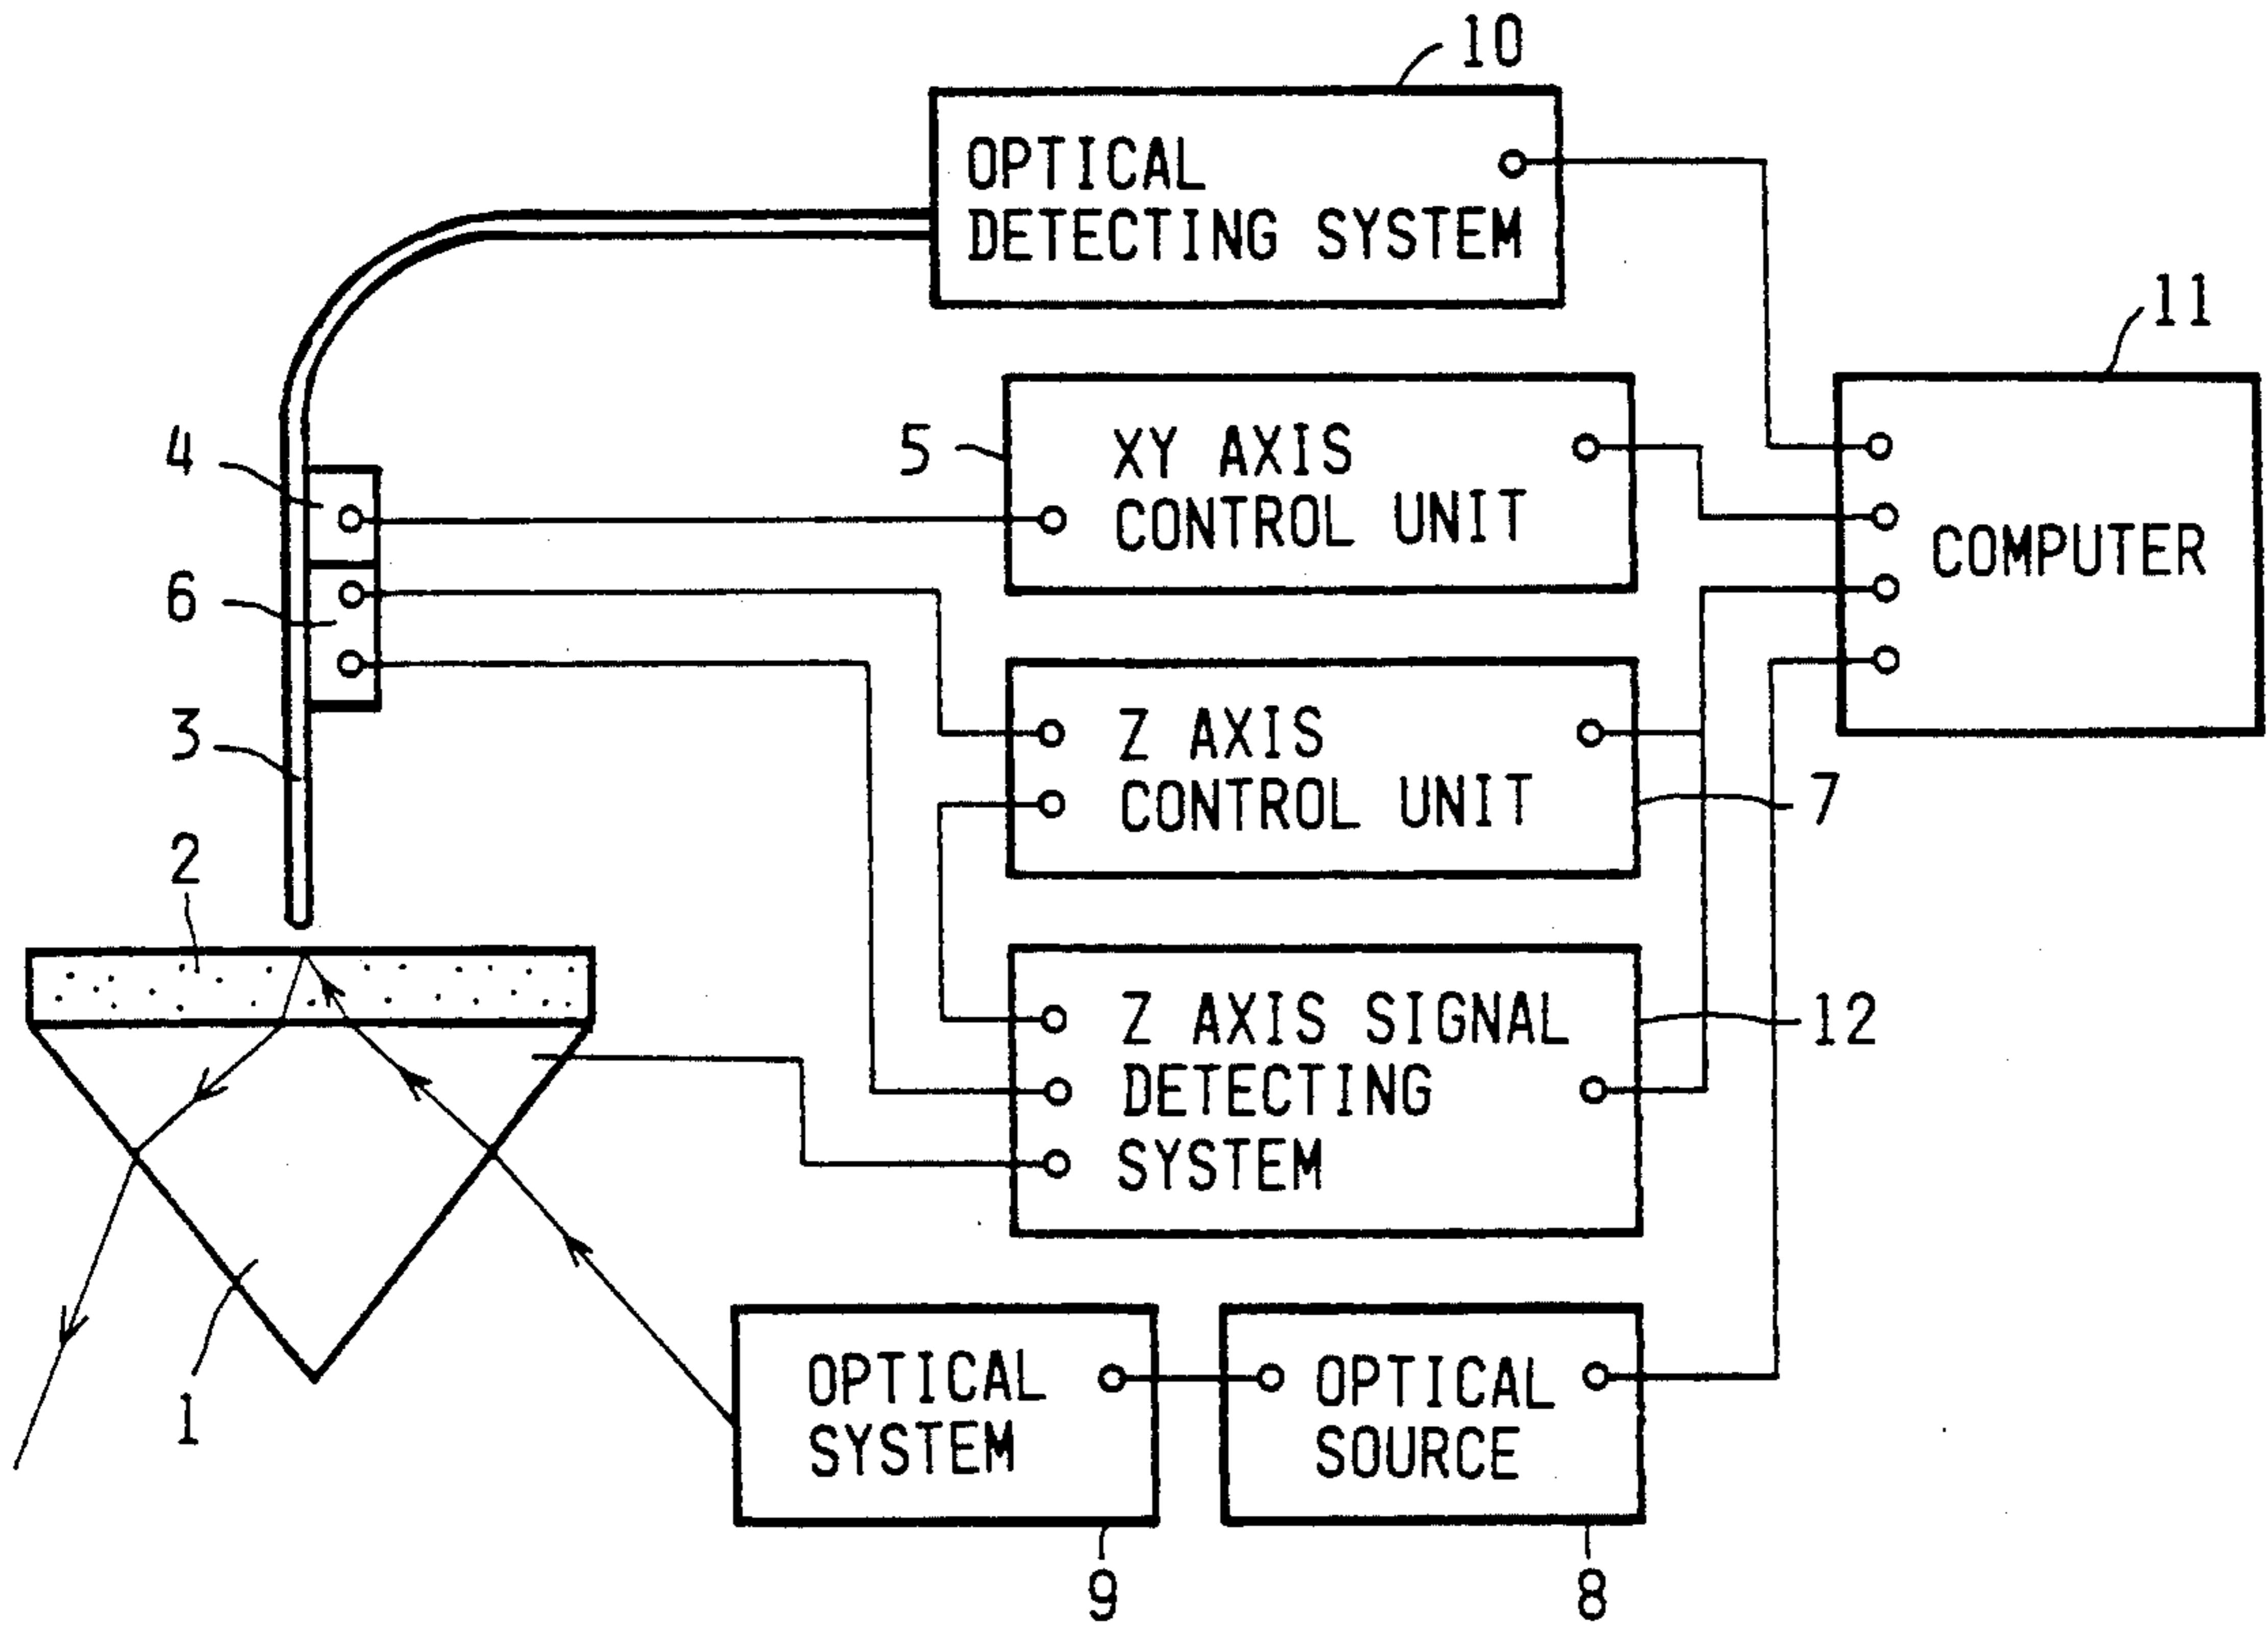 10
OPTICAL
DETECTING SYSTEM
11
5
XY AXIS
CONTROL UNIT
COMPUTER
4
6
3
Z AXIS
CONTROL UNIT
7
2
Z AXIS SIGNAL
DETECTING
SYSTEM
12
1
OPTICAL
SYSTEM
OPTICAL
SOURCE
9
8